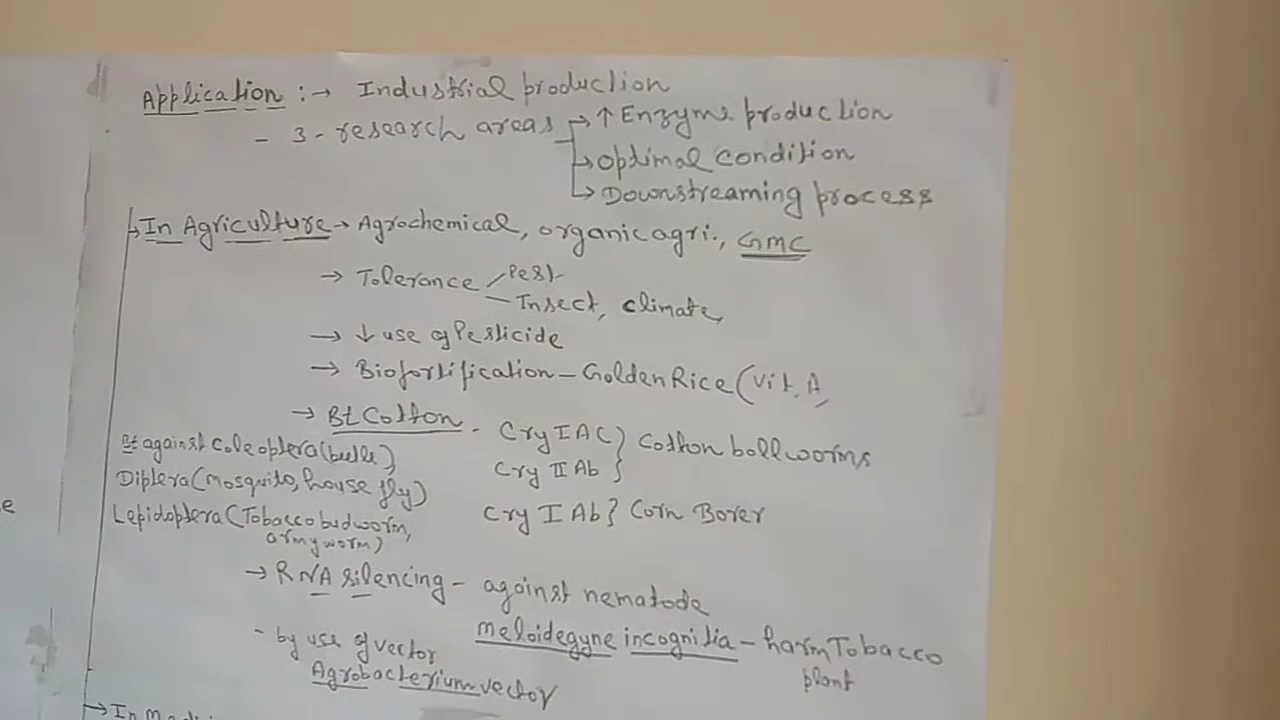 Application :→ Industrial production
- 3-research areas → ↑ Enzyme production
→ optimal condition
→ Downstreaming process
→ In Agriculture → Agrochemical, organic agri., GMC
→ Tolerance - Pest
- Insect, climate,
→ ↓ use of Pesticide
→ Biofortification - Golden Rice (Vit. A,
→ Bt Cotton - Cry I AC } Cotton bollworms
Cry II Ab }
Bt against Coleoptera (beetle)
Diptera (mosquito, house fly)
Cry I Ab } Corn Borer
Lepidoptera (Tobacco budworm,
armyworm)
→ RNA silencing - against nematode
- by use of vector
Meloidegyne incognitia - harm Tobacco
plant
Agrobacterium vector
e
→ In